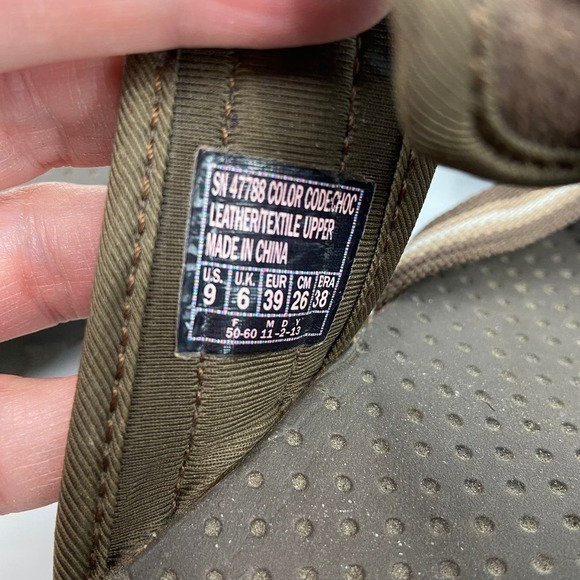 SN 47788 COLOR CODE:CHOC
LEATHER/TEXTILE UPPER
MADE IN CHINA
U.S. U.K. EUR CM ERA
9 6 39 26 38
F M D Y
50-60 11-2-13